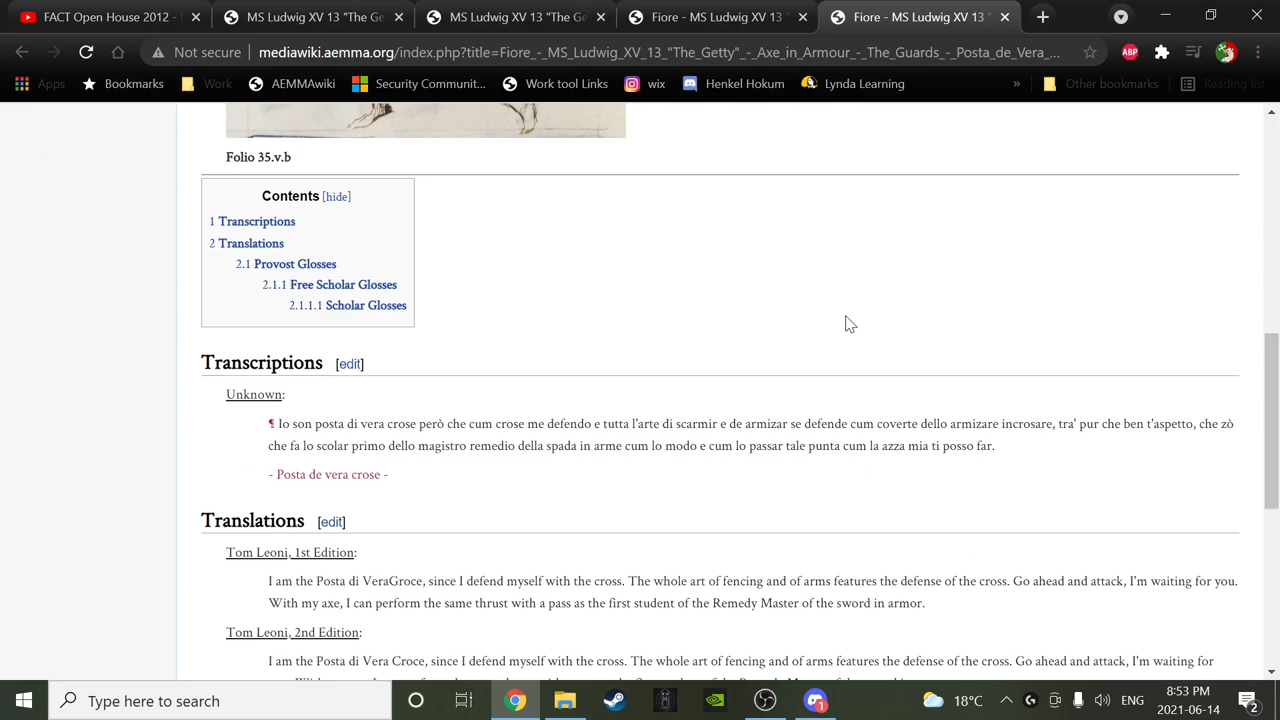 FACT Open House 2012 -
MS Ludwig XV 13 "The Ge
MS Ludwig XV 13 "The Ge
Fiore - MS Ludwig XV 13 "
Fiore - MS Ludwig XV 13 "
Not secure
mediawiki.aemma.org/index.php?title=Fiore_-_MS_Ludwig_XV_13_"The_Getty"_-_Axe_in_Armour_-_The_Guards_-_Posta_de_Vera_...
ABP
Apps
Bookmarks
Work
AEMMAwiki
Security Communit...
Work tool Links
wix
Henkel Hokum
Lynda Learning
»
Other bookmarks
Reading list
Folio 35.v.b
Contents [hide]
1 Transcriptions
2 Translations
2.1 Provost Glosses
2.1.1 Free Scholar Glosses
2.1.1.1 Scholar Glosses
Transcriptions [edit]
Unknown:
¶ Io son posta di vera crose però che cum crose me defendo e tutta l'arte di scarmir e de armizar se defende cum coverte dello armizare incrosare, tra' pur che ben t'aspetto, che zò
che fa lo scolar primo dello magistro remedio della spada in arme cum lo modo e cum lo passar tale punta cum la azza mia ti posso far.
- Posta de vera crose -
Translations [edit]
Tom Leoni, 1st Edition:
I am the Posta di VeraGroce, since I defend myself with the cross. The whole art of fencing and of arms features the defense of the cross. Go ahead and attack, I'm waiting for you.
With my axe, I can perform the same thrust with a pass as the first student of the Remedy Master of the sword in armor.
Tom Leoni, 2nd Edition:
I am the Posta di Vera Croce, since I defend myself with the cross. The whole art of fencing and of arms features the defense of the cross. Go ahead and attack, I'm waiting for
Type here to search
1
18°C
ENG
8:53 PM
2021-06-14
2